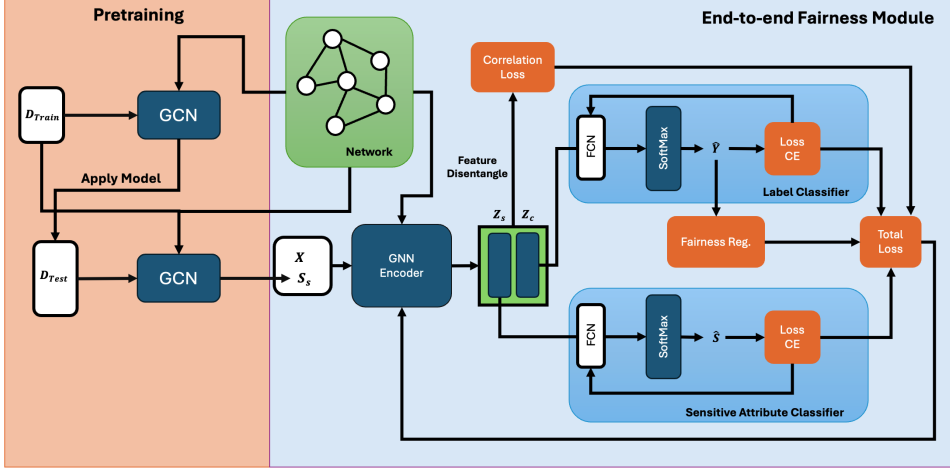 Pretraining
End-to-end Fairness Module
Correlation
Loss
D_Train
GCN
Network
Apply Model
Feature
Disentangle
FCN
SoftMax
Ŷ
Loss
CE
Label Classifier
Z_s Z_c
D_Test
GCN
X
S_s
GNN
Encoder
Fairness Reg.
Total
Loss
FCN
SoftMax
Ŝ
Loss
CE
Sensitive Attribute Classifier